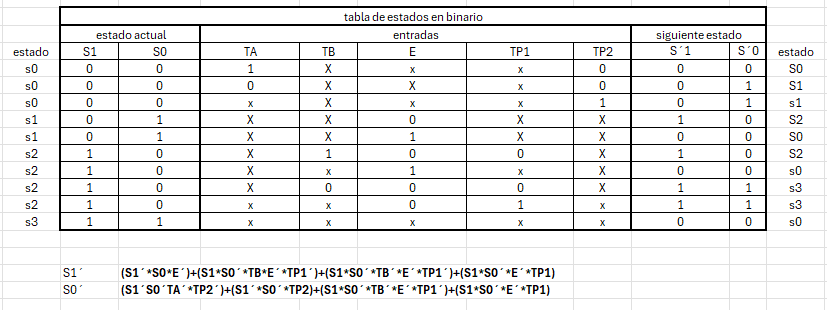 tabla de estados en binario
estado actual entradas siguiente estado
estado S1 S0 TA TB E TP1 TP2 S´1 S´0 estado
s0 0 0 1 X x x 0 0 0 S0
s0 0 0 0 X X x 0 0 1 S1
s0 0 0 x X x x 1 0 1 s1
s1 0 1 X X 0 X X 1 0 S2
s1 0 1 X X 1 X X 0 0 S0
s2 1 0 X 1 0 0 X 1 0 S2
s2 1 0 X x 1 x X 0 0 s0
s2 1 0 X 0 0 0 X 1 1 s3
s2 1 0 x x 0 1 x 1 1 s3
s3 1 1 x x x x x 0 0 s0
S1´ (S1´*S0*E´)+(S1*S0´*TB*E´*TP1´)+(S1*S0´*TB´*E´*TP1´)+(S1*S0´*E´*TP1)
S0´ (S1´S0´TA´*TP2´)+(S1´*S0´*TP2)+(S1*S0´*TB´*E´*TP1´)+(S1*S0´*E´*TP1)